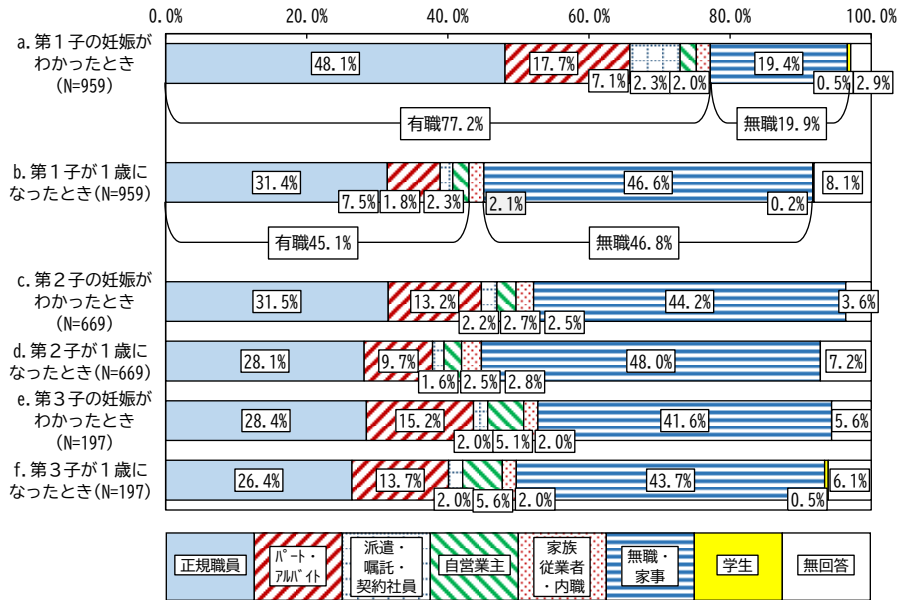 0.0%
20.0%
40.0%
60.0%
80.0%
100.0%
a.第１子の妊娠が
わかったとき
(N=959)
48.1%
17.7%
7.1%
2.3%
2.0%
19.4%
0.5%
2.9%
有職77.2%
無職19.9%
b.第１子が１歳に
なったとき(N=959)
31.4%
7.5%
1.8%
2.3%
2.1%
46.6%
0.2%
8.1%
有職45.1%
無職46.8%
c.第２子の妊娠が
わかったとき
(N=669)
31.5%
13.2%
2.2%
2.7%
2.5%
44.2%
3.6%
d.第２子が１歳に
なったとき(N=669)
28.1%
9.7%
1.6%
2.5%
2.8%
48.0%
7.2%
e.第３子の妊娠が
わかったとき
(N=197)
28.4%
15.2%
2.0%
5.1%
2.0%
41.6%
5.6%
f.第３子が１歳に
なったとき(N=197)
26.4%
13.7%
2.0%
5.6%
2.0%
43.7%
0.5%
6.1%
正規職員
ﾊﾟｰﾄ・
ｱﾙﾊﾞｲﾄ
派遣・
嘱託・
契約社員
自営業主
家族
従業者
・内職
無職・
家事
学生
無回答